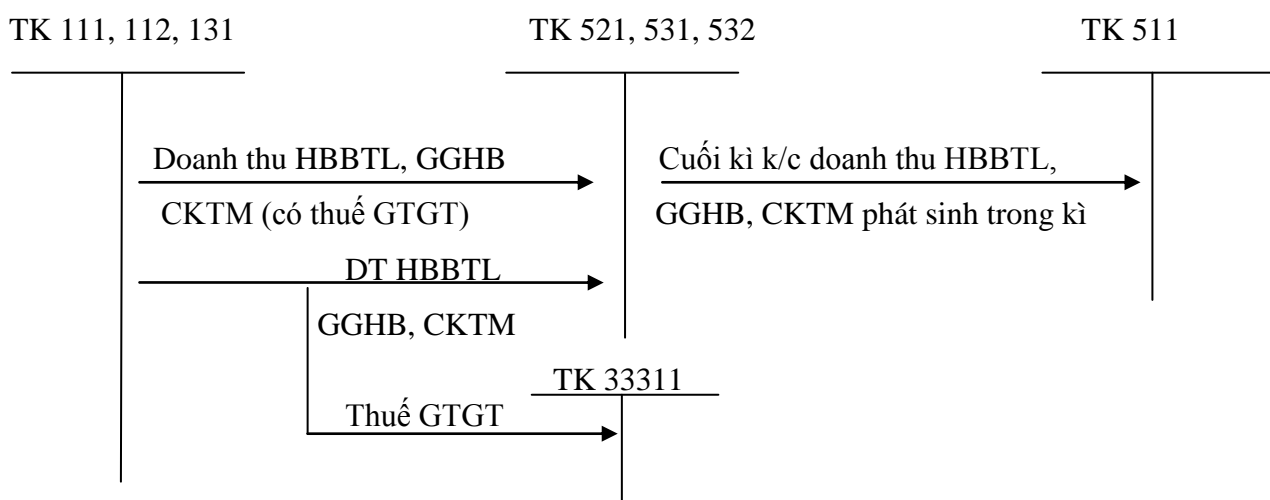 TK 111, 112, 131 TK 521, 531, 532 TK 511
Doanh thu HBBTL, GGHB
CKTM (có thuế GTGT)
Cuối kì k/c doanh thu HBBTL,
GGHB, CKTM phát sinh trong kì
DT HBBTL
GGHB, CKTM
TK 33311
Thuế GTGT